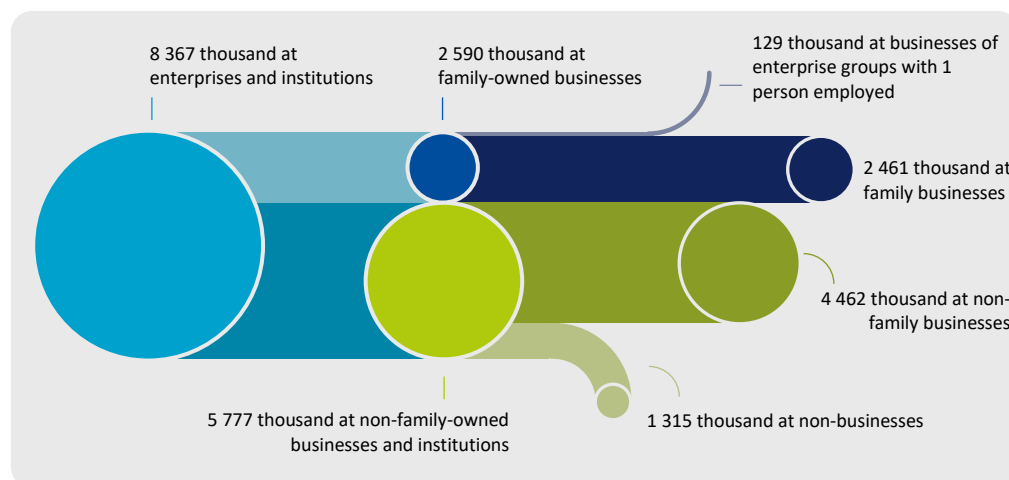 8 367 thousand at
enterprises and institutions
2 590 thousand at
family-owned businesses
129 thousand at businesses of
enterprise groups with 1
person employed
2 461 thousand at
family businesses
4 462 thousand at non-
family businesses
5 777 thousand at non-family-owned
businesses and institutions
1 315 thousand at non-businesses